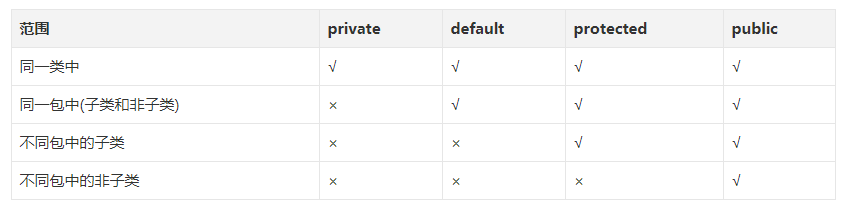 范围 private default protected public
同一类中 √ √ √ √
同一包中(子类和非子类) × √ √ √
不同包中的子类 × × √ √
不同包中的非子类 × × × √